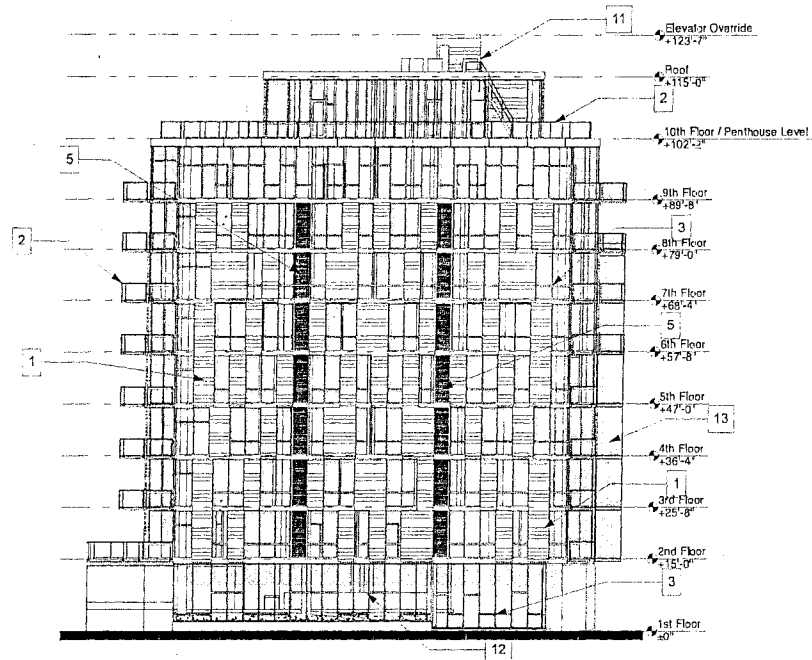 11
Elevator Override
+123'-7"
Roof
+115'-0"
2
10th Floor / Penthouse Level
+102'-2"
5
9th Floor
+89'-8"
3
8th Floor
+79'-0"
2
7th Floor
+68'-4"
5
6th Floor
+57'-8"
1
5th Floor
+47'-0"
13
4th Floor
+36'-4"
1
3rd Floor
+25'-8"
2nd Floor
+15'-0"
3
1st Floor
±0"
12